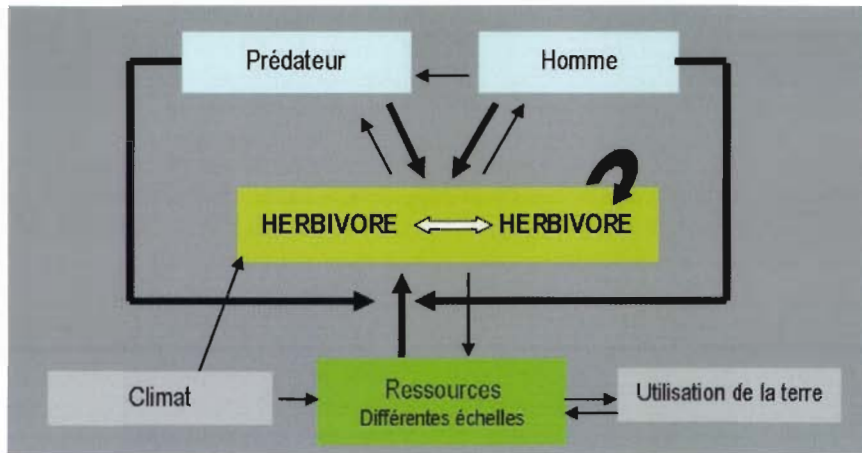 Prédateur
Homme
HERBIVORE HERBIVORE
Climat
Ressources
Différentes échelles
Utilisation de la terre